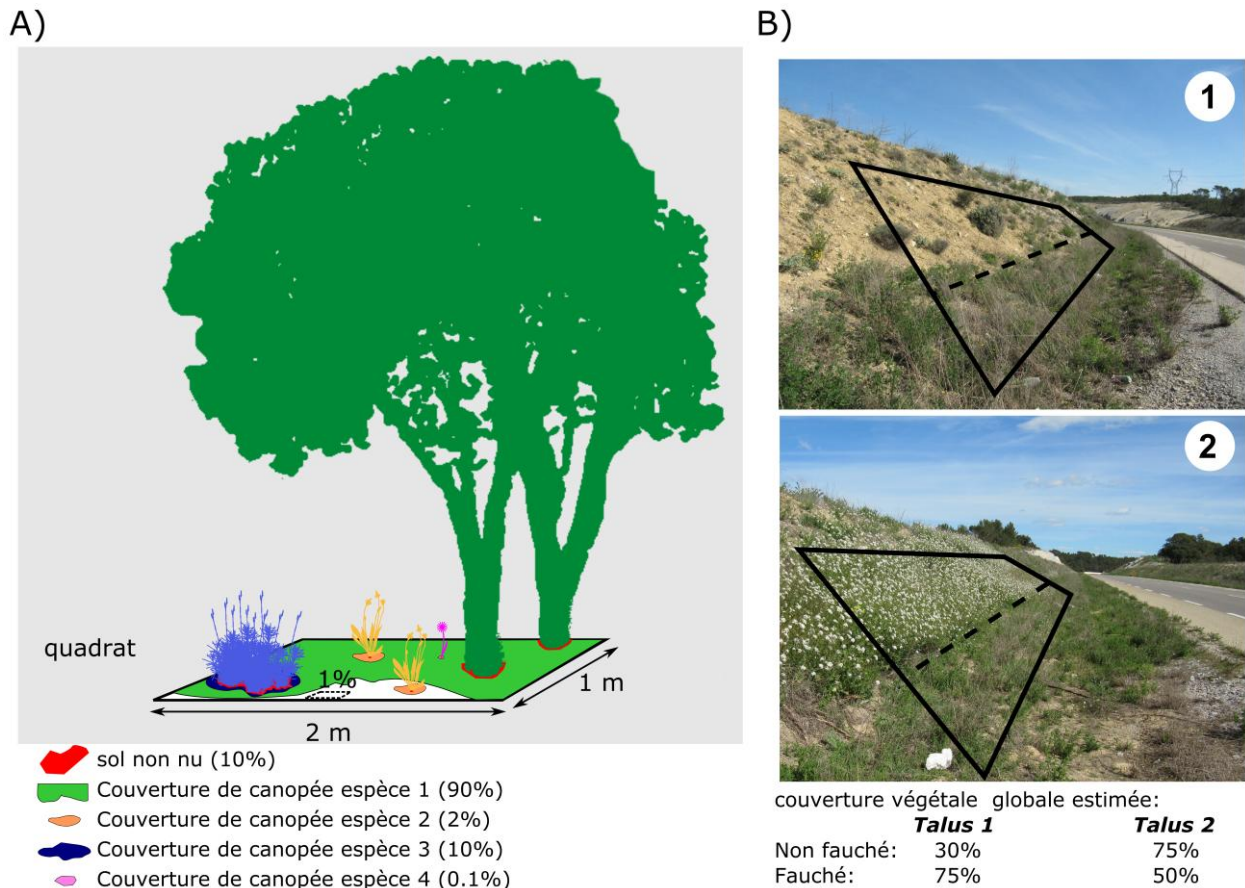 A)
quadrat
1%
1 m
2 m
sol non nu (10%)
Couverture de canopée espèce 1 (90%)
Couverture de canopée espèce 2 (2%)
Couverture de canopée espèce 3 (10%)
Couverture de canopée espèce 4 (0.1%)
B)
1
2
couverture végétale globale estimée:
Talus 1 Talus 2
Non fauché: 30% 75%
Fauché: 75% 50%